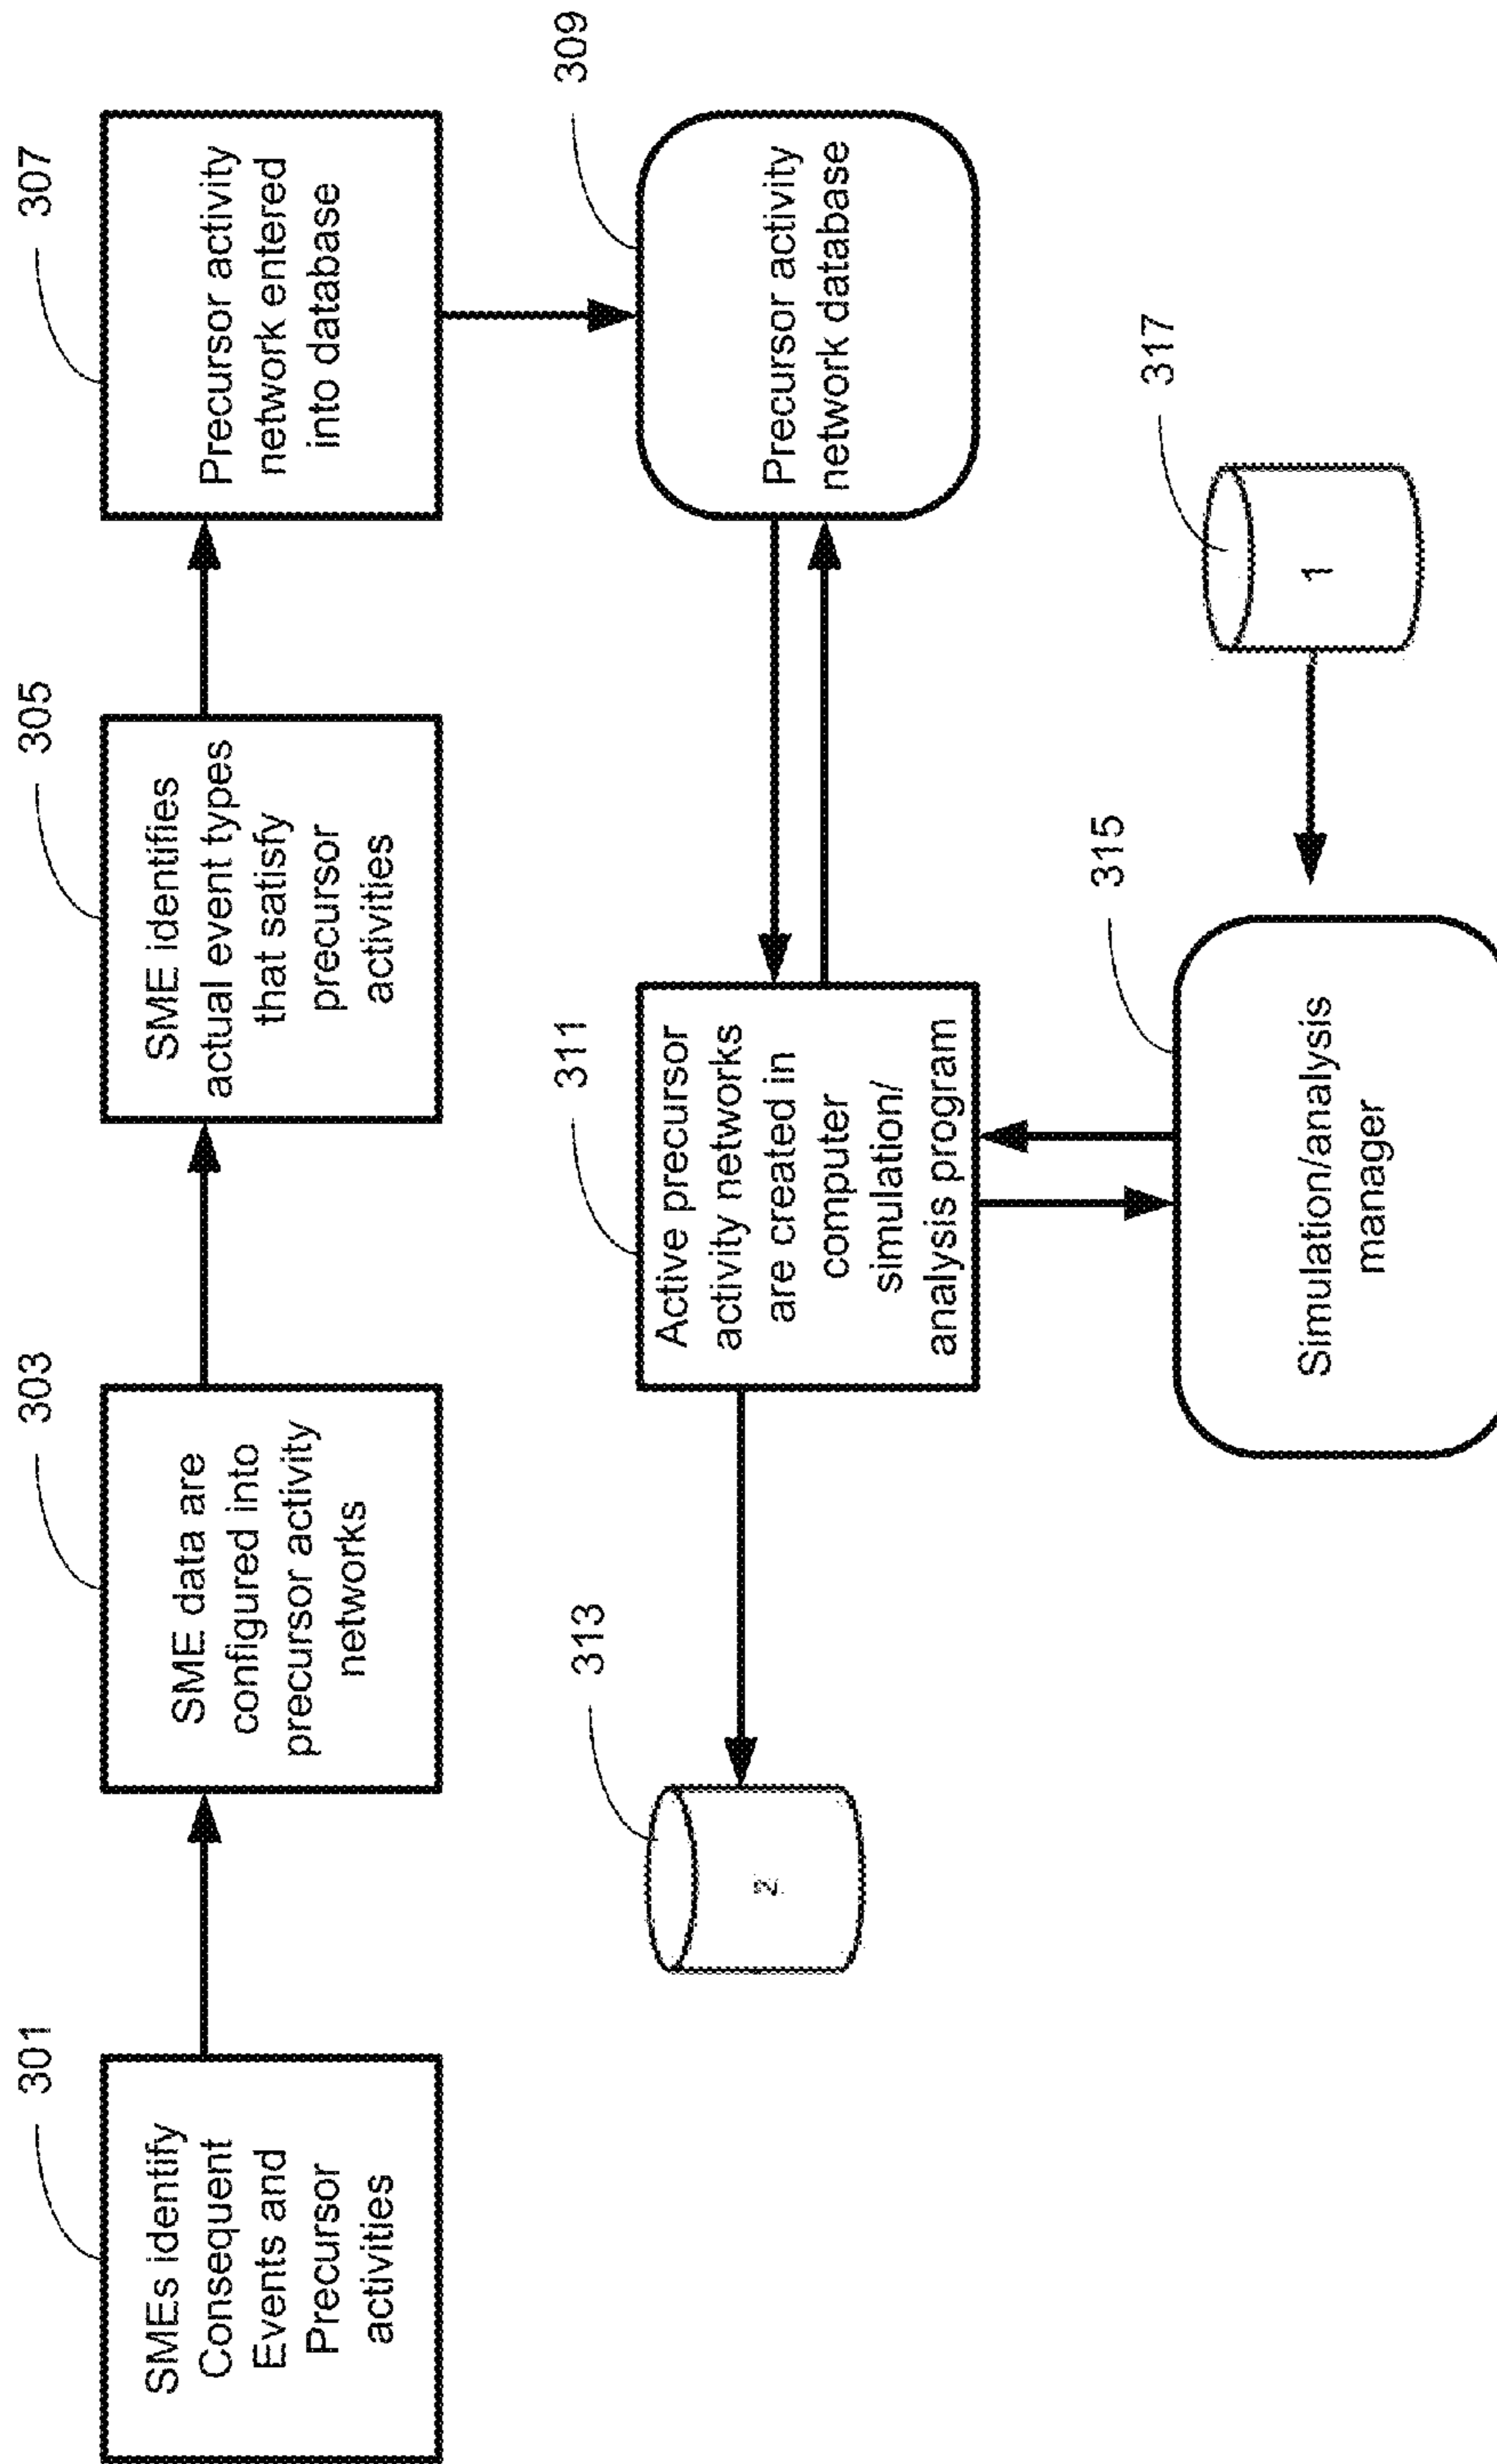 301
SMEs identify
Consequent
Events and
Precursor
activities
303
SME data are
configured into
precursor activity
networks
305
SME identifies
actual event types
that satisfy
precursor
activities
307
Precursor activity
network entered
into database
309
Precursor activity
network database
311
Active precursor
activity networks
are created in
computer
simulation/
analysis program
313
2
315
Simulation/analysis
manager
317
1